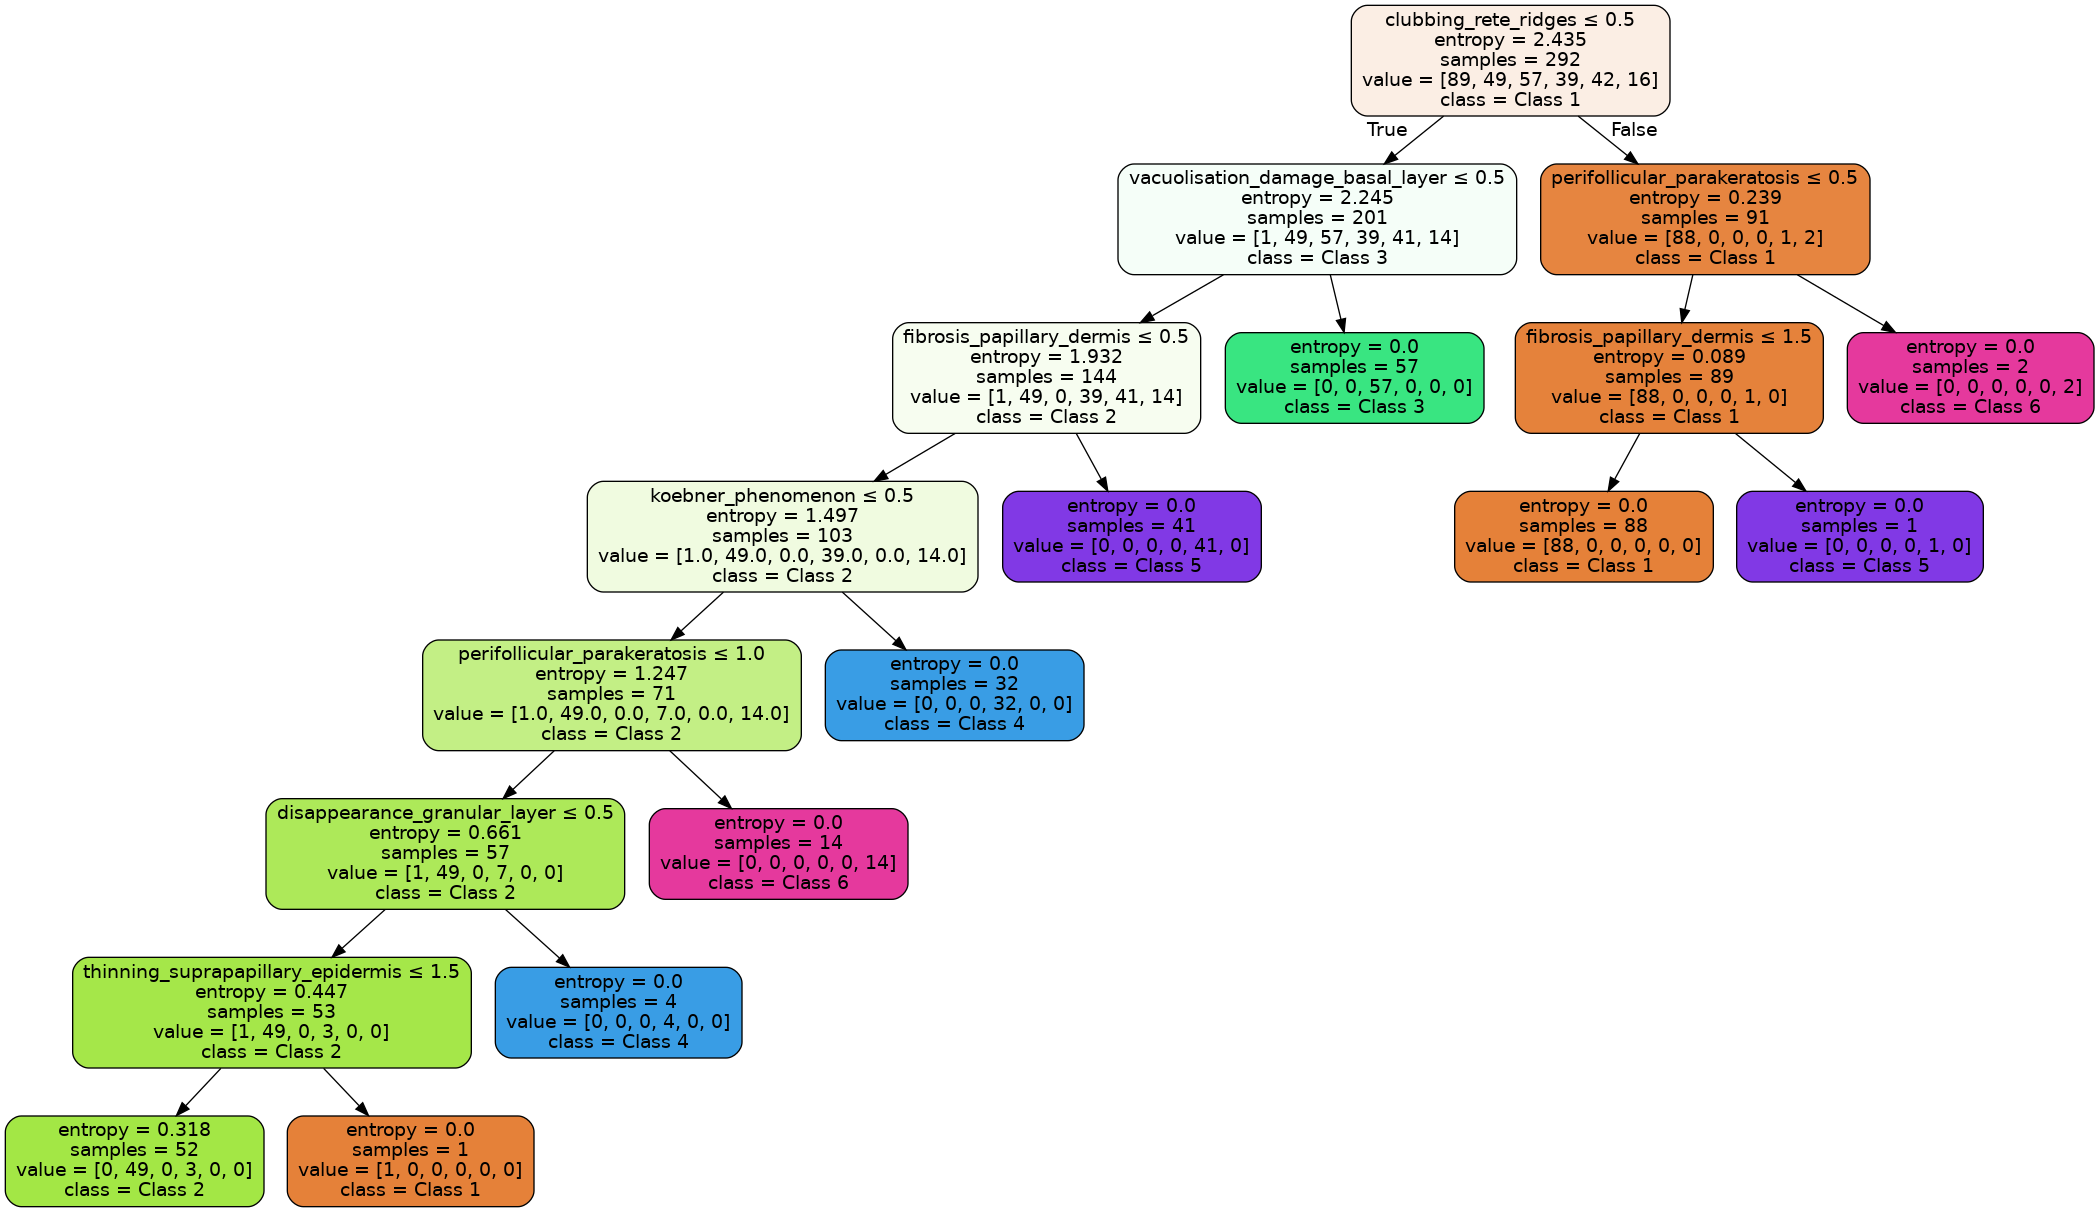 clubbing_rete_ridges ≤ 0.5
entropy = 2.435
samples = 292
value = [89, 49, 57, 39, 42, 16]
class = Class 1
True
False
vacuolisation_damage_basal_layer ≤ 0.5
entropy = 2.245
samples = 201
value = [1, 49, 57, 39, 41, 14]
class = Class 3
perifollicular_parakeratosis ≤ 0.5
entropy = 0.239
samples = 91
value = [88, 0, 0, 0, 1, 2]
class = Class 1
fibrosis_papillary_dermis ≤ 0.5
entropy = 1.932
samples = 144
value = [1, 49, 0, 39, 41, 14]
class = Class 2
entropy = 0.0
samples = 57
value = [0, 0, 57, 0, 0, 0]
class = Class 3
fibrosis_papillary_dermis ≤ 1.5
entropy = 0.089
samples = 89
value = [88, 0, 0, 0, 1, 0]
class = Class 1
entropy = 0.0
samples = 2
value = [0, 0, 0, 0, 0, 2]
class = Class 6
koebner_phenomenon ≤ 0.5
entropy = 1.497
samples = 103
value = [1.0, 49.0, 0.0, 39.0, 0.0, 14.0]
class = Class 2
entropy = 0.0
samples = 41
value = [0, 0, 0, 0, 41, 0]
class = Class 5
entropy = 0.0
samples = 88
value = [88, 0, 0, 0, 0, 0]
class = Class 1
entropy = 0.0
samples = 1
value = [0, 0, 0, 0, 1, 0]
class = Class 5
perifollicular_parakeratosis ≤ 1.0
entropy = 1.247
samples = 71
value = [1.0, 49.0, 0.0, 7.0, 0.0, 14.0]
class = Class 2
entropy = 0.0
samples = 32
value = [0, 0, 0, 32, 0, 0]
class = Class 4
disappearance_granular_layer ≤ 0.5
entropy = 0.661
samples = 57
value = [1, 49, 0, 7, 0, 0]
class = Class 2
entropy = 0.0
samples = 14
value = [0, 0, 0, 0, 0, 14]
class = Class 6
thinning_suprapapillary_epidermis ≤ 1.5
entropy = 0.447
samples = 53
value = [1, 49, 0, 3, 0, 0]
class = Class 2
entropy = 0.0
samples = 4
value = [0, 0, 0, 4, 0, 0]
class = Class 4
entropy = 0.318
samples = 52
value = [0, 49, 0, 3, 0, 0]
class = Class 2
entropy = 0.0
samples = 1
value = [1, 0, 0, 0, 0, 0]
class = Class 1